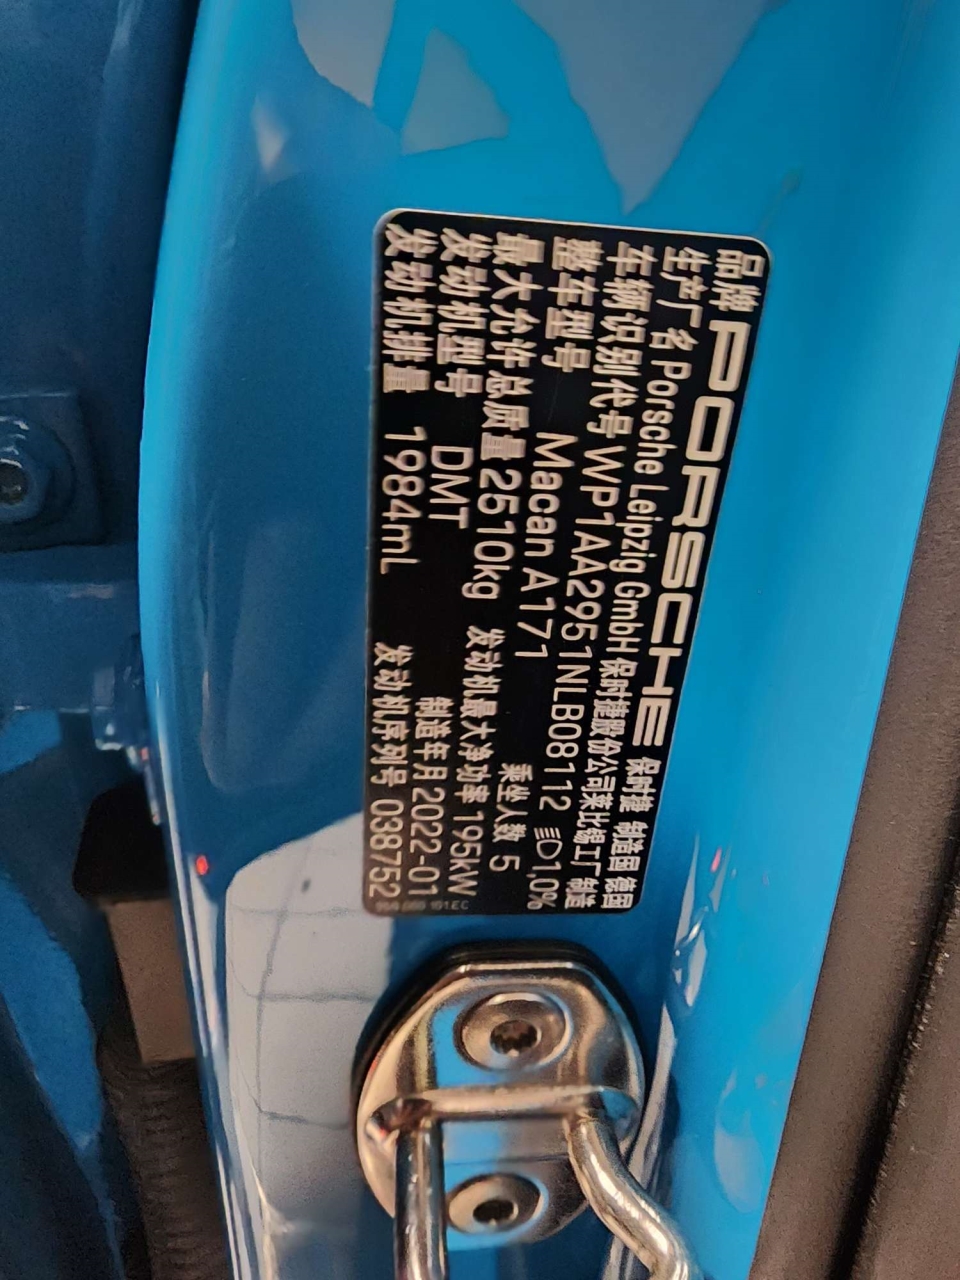 品牌 PORSCHE 保时捷 制造国 德国
生产厂名 Porsche Leipzig GmbH 保时捷股份公司莱比锡工厂 制造
车辆识别代号 WP1AA2951NLB08112 1,0%
整车型号 Macan A171 乘坐人数 5
最大允许总质量 2510kg 发动机最大净功率 195kW
发动机型号 DMT 制造年月 2022-01
发动机排量 1984mL 发动机序列号 038752